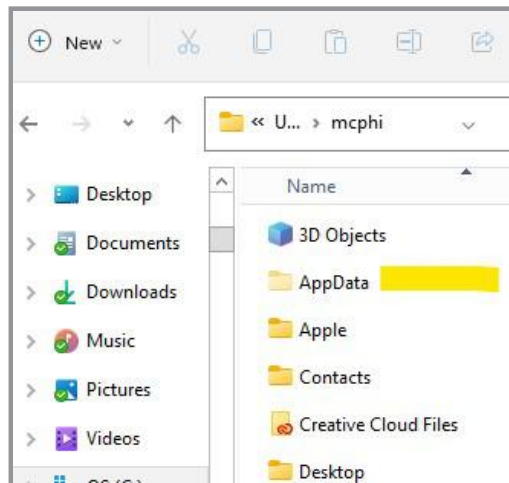 New
« U... › mcphi
Desktop
Documents
Downloads
Music
Pictures
Videos
Name
3D Objects
AppData
Apple
Contacts
Creative Cloud Files
Desktop